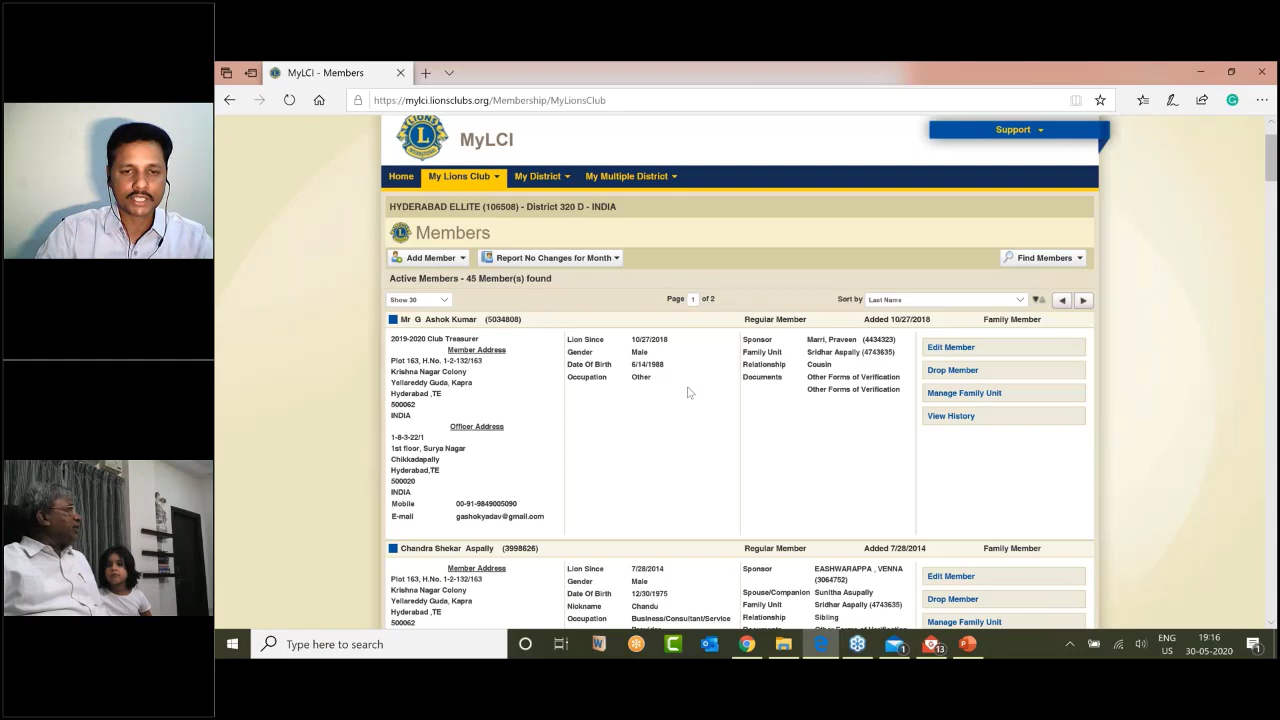 MyLCI - Members
https://mylci.lionsclubs.org/Membership/MyLionsClub
LIONS
L
INTERNATIONAL
MyLCI
Support
Home
My Lions Club
My District
My Multiple District
HYDERABAD ELLITE (106508) - District 320 D - INDIA
Members
Add Member
Report No Changes for Month
Find Members
Active Members - 45 Member(s) found
Show 30
Page 1 of 2
Sort by Last Name
Mr G Ashok Kumar (5034808)
Regular Member
Added 10/27/2018
Family Member
2019-2020 Club Treasurer
Member Address
Plot 163, H.No. 1-2-132/163
Krishna Nagar Colony
Yellareddy Guda, Kapra
Hyderabad ,TE
500062
INDIA
Officer Address
1-8-3-22/1
1st floor, Surya Nagar
Chikkadapally
Hyderabad,TE
500020
INDIA
Mobile 00-91-9849005090
E-mail gashokyadav@gmail.com
Lion Since 10/27/2018
Gender Male
Date Of Birth 6/14/1988
Occupation Other
Sponsor Marri, Praveen (4434323)
Family Unit Sridhar Aspally (4743635)
Relationship Cousin
Documents Other Forms of Verification
Other Forms of Verification
Edit Member
Drop Member
Manage Family Unit
View History
Chandra Shekar Aspally (3998626)
Regular Member
Added 7/28/2014
Family Member
Member Address
Plot 163, H.No. 1-2-132/163
Krishna Nagar Colony
Yellareddy Guda, Kapra
Hyderabad ,TE
500062
Lion Since 7/28/2014
Gender Male
Date Of Birth 12/30/1975
Nickname Chandu
Occupation Business/Consultant/Service
Sponsor EASHWARAPPA , VENNA
(3064752)
Spouse/Companion Sunitha Asupally
Family Unit Sridhar Aspally (4743635)
Relationship Sibling
Edit Member
Drop Member
Manage Family Unit
Type here to search
1
13
ENG
US
19:16
30-05-2020
1